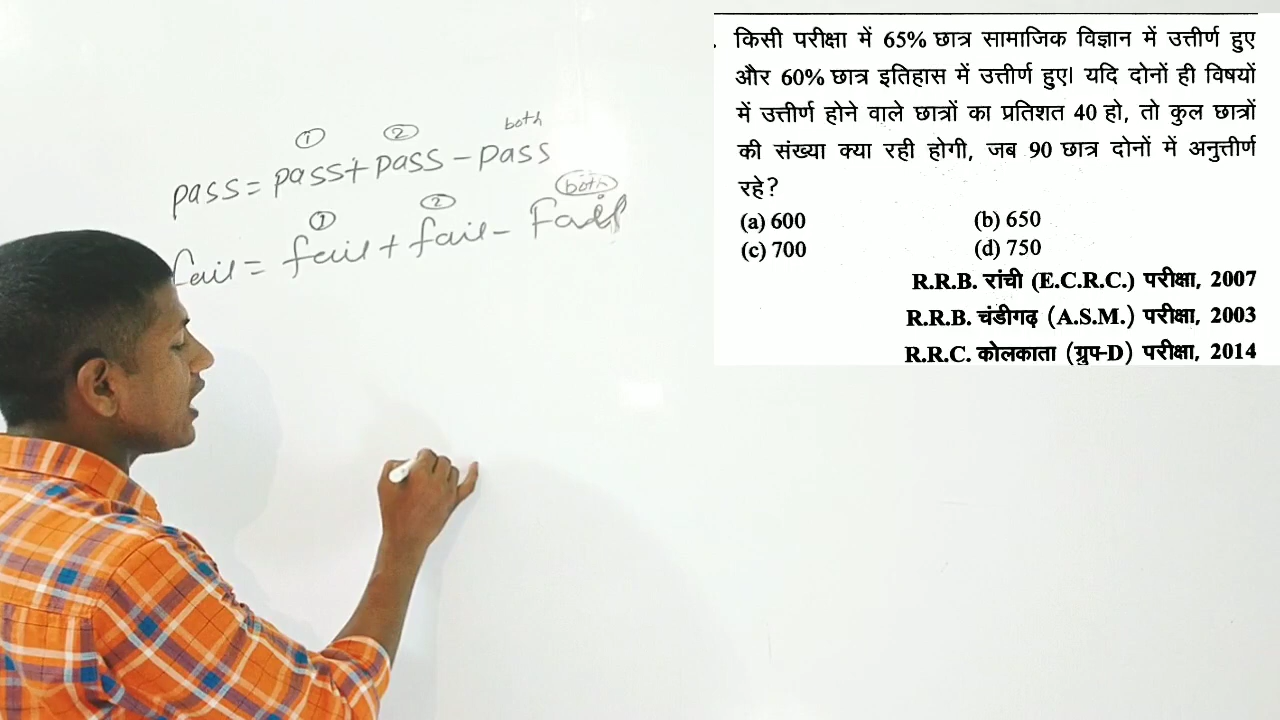 ① ② both
pass = pass + pass - pass
① ② both
fail = fail + fail - Fail
. किसी परीक्षा में 65% छात्र सामाजिक विज्ञान में उत्तीर्ण हुए
और 60% छात्र इतिहास में उत्तीर्ण हुए। यदि दोनों ही विषयों
में उत्तीर्ण होने वाले छात्रों का प्रतिशत 40 हो, तो कुल छात्रों
की संख्या क्या रही होगी, जब 90 छात्र दोनों में अनुत्तीर्ण
रहे?
(a) 600 (b) 650
(c) 700 (d) 750
R.R.B. रांची (E.C.R.C.) परीक्षा, 2007
R.R.B. चंडीगढ़ (A.S.M.) परीक्षा, 2003
R.R.C. कोलकाता (ग्रुप-D) परीक्षा, 2014